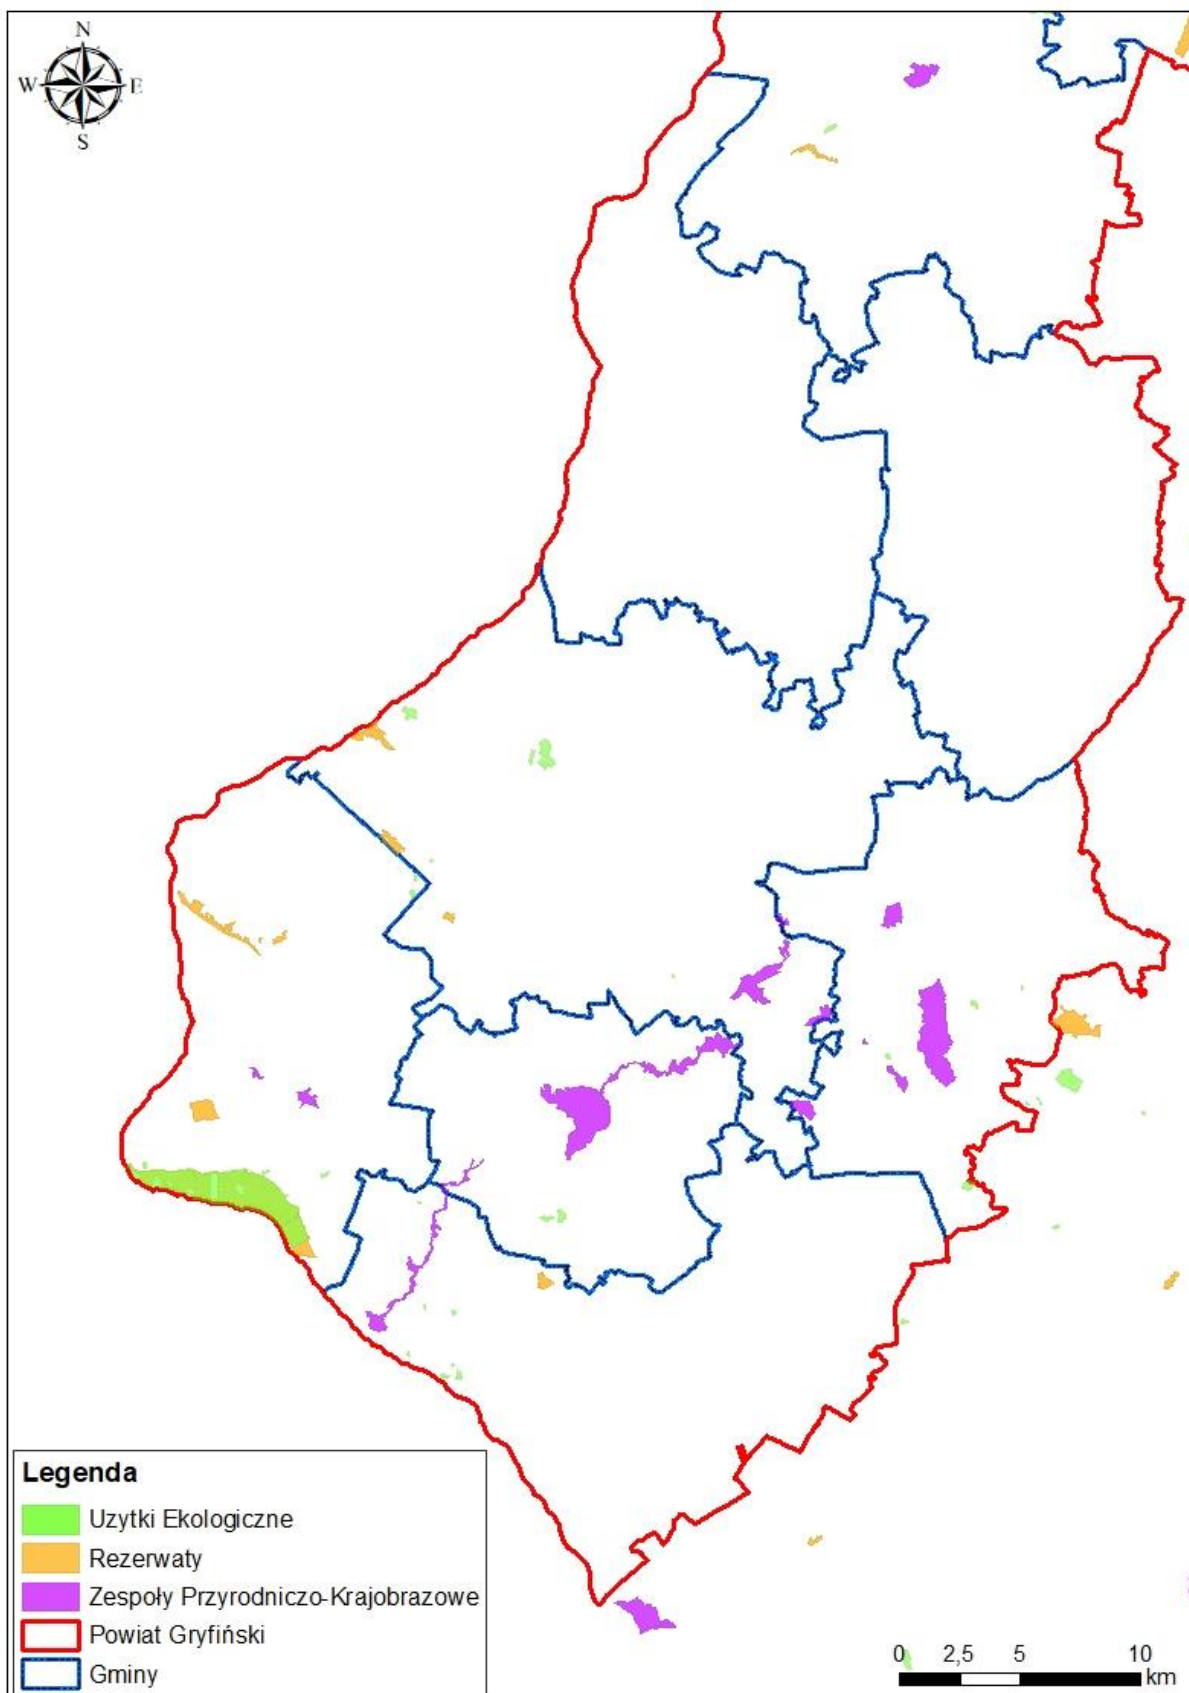 N
W E
S
Legenda
Uzytki Ekologiczne
Rezerwaty
Zespoły Przyrodniczo-Krajobrazowe
Powiat Gryfiński
Gminy
0 2,5 5 10
km